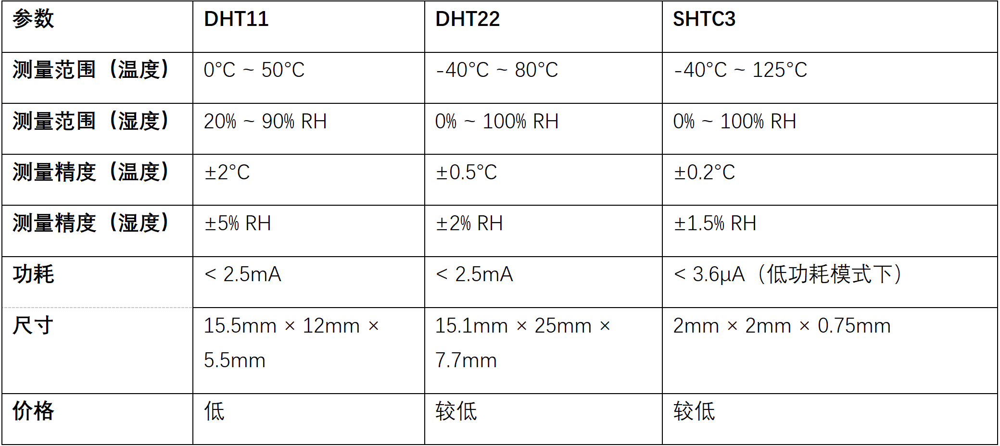 参数 DHT11 DHT22 SHTC3
测量范围（温度） 0°C ~ 50°C -40°C ~ 80°C -40°C ~ 125°C
测量范围（湿度） 20% ~ 90% RH 0% ~ 100% RH 0% ~ 100% RH
测量精度（温度） ±2°C ±0.5°C ±0.2°C
测量精度（湿度） ±5% RH ±2% RH ±1.5% RH
功耗 < 2.5mA < 2.5mA < 3.6μA（低功耗模式下）
尺寸 15.5mm × 12mm × 15.1mm × 25mm × 2mm × 2mm × 0.75mm
5.5mm 7.7mm
价格 低 较低 较低